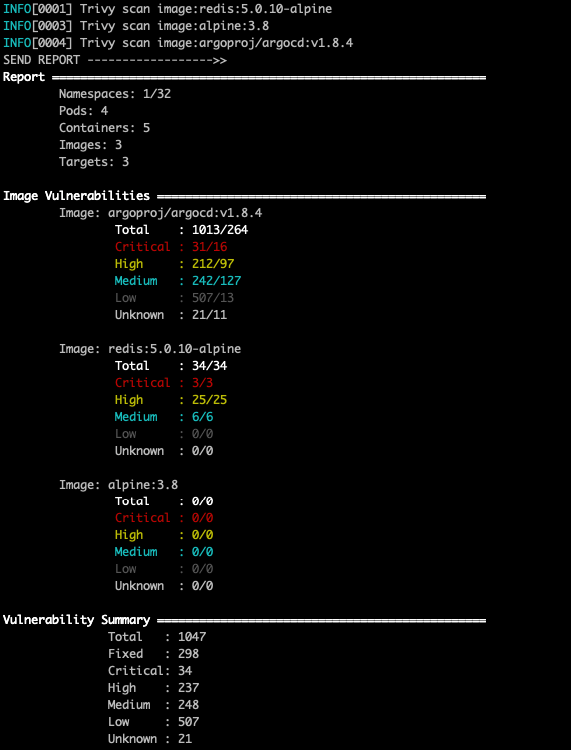 INFO[0001] Trivy scan image:redis:5.0.10-alpine
INFO[0003] Trivy scan image:alpine:3.8
INFO[0004] Trivy scan image:argoproj/argocd:v1.8.4
SEND REPORT ------------------>>
Report
Namespaces: 1/32
Pods: 4
Containers: 5
Images: 3
Targets: 3
Image Vulnerabilities
Image: argoproj/argocd:v1.8.4
Total : 1013/264
Critical : 31/16
High : 212/97
Medium : 242/127
Low : 507/13
Unknown : 21/11
Image: redis:5.0.10-alpine
Total : 34/34
Critical : 3/3
High : 25/25
Medium : 6/6
Low : 0/0
Unknown : 0/0
Image: alpine:3.8
Total : 0/0
Critical : 0/0
High : 0/0
Medium : 0/0
Low : 0/0
Unknown : 0/0
Vulnerability Summary
Total : 1047
Fixed : 298
Critical: 34
High : 237
Medium : 248
Low : 507
Unknown : 21